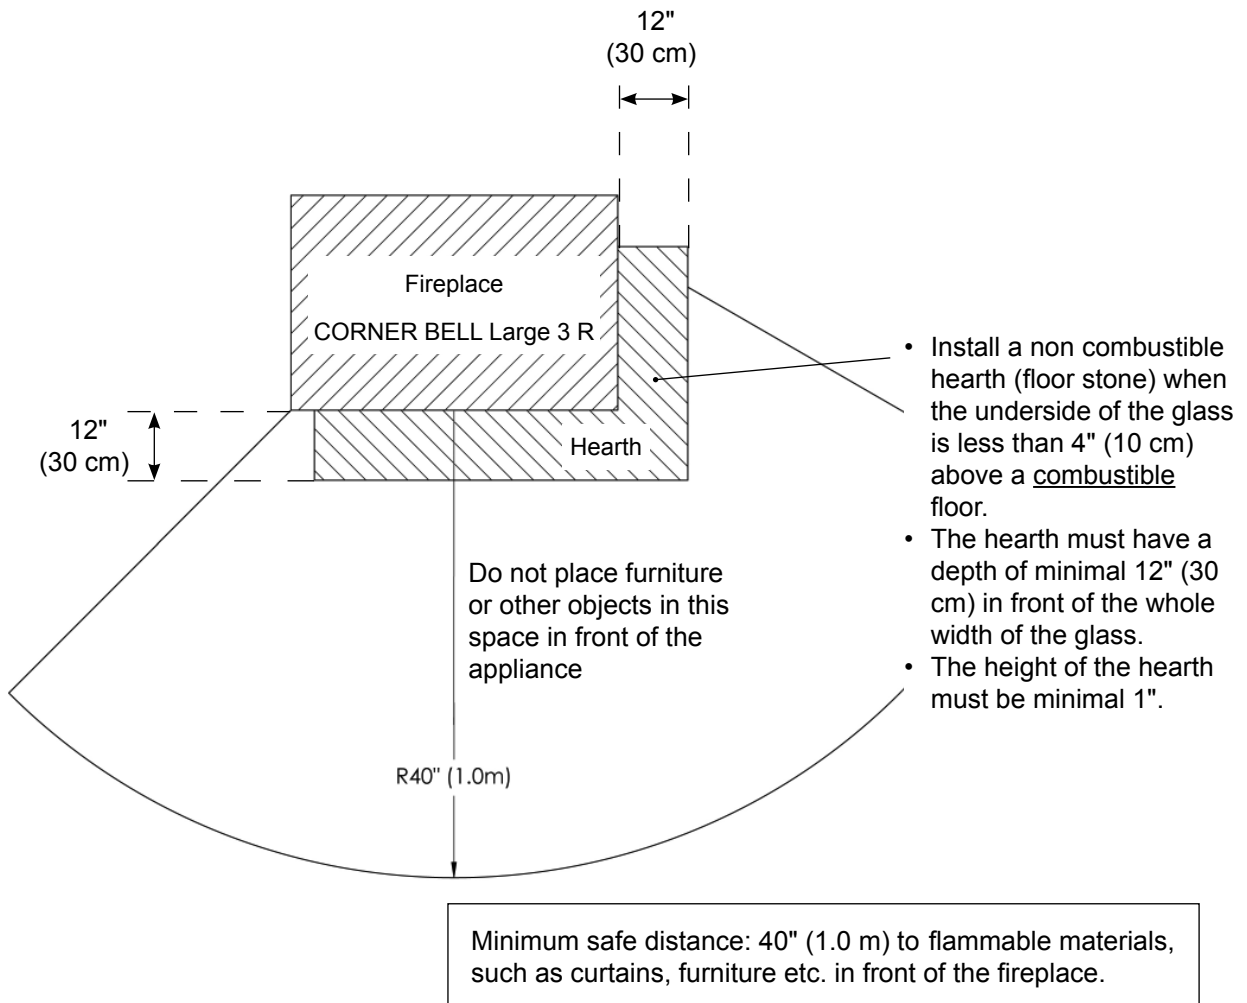 12"
(30 cm)
Fireplace
CORNER BELL Large 3 R
12"
(30 cm)
Hearth
• Install a non combustible
hearth (floor stone) when
the underside of the glass
is less than 4" (10 cm)
above a combustible
floor.
• The hearth must have a
depth of minimal 12" (30
cm) in front of the whole
width of the glass.
• The height of the hearth
must be minimal 1".
Do not place furniture
or other objects in this
space in front of the
appliance
R40" (1.0m)
Minimum safe distance: 40" (1.0 m) to flammable materials,
such as curtains, furniture etc. in front of the fireplace.